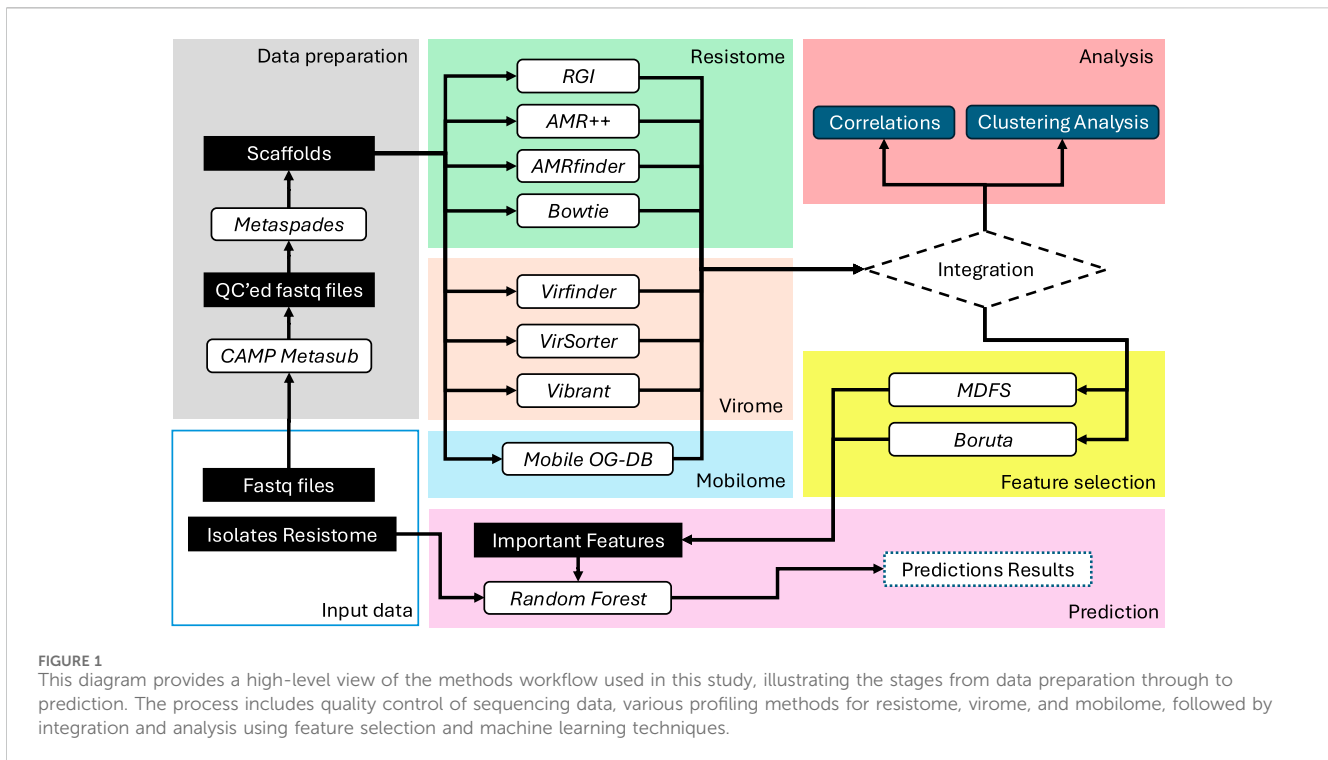 Data preparation
Scaffolds
Metaspades
QC'ed fastq files
CAMP Metasub
Fastq files
Isolates Resistome
Input data
Resistome
RGI
AMR++
AMRfinder
Bowtie
Virfinder
VirSorter
Vibrant
Virome
Mobile OG-DB
Mobilome
Analysis
Correlations
Clustering Analysis
Integration
MDFS
Boruta
Feature selection
Important Features
Random Forest
Predictions Results
Prediction
FIGURE 1
This diagram provides a high-level view of the methods workflow used in this study, illustrating the stages from data preparation through to
prediction. The process includes quality control of sequencing data, various profiling methods for resistome, virome, and mobilome, followed by
integration and analysis using feature selection and machine learning techniques.